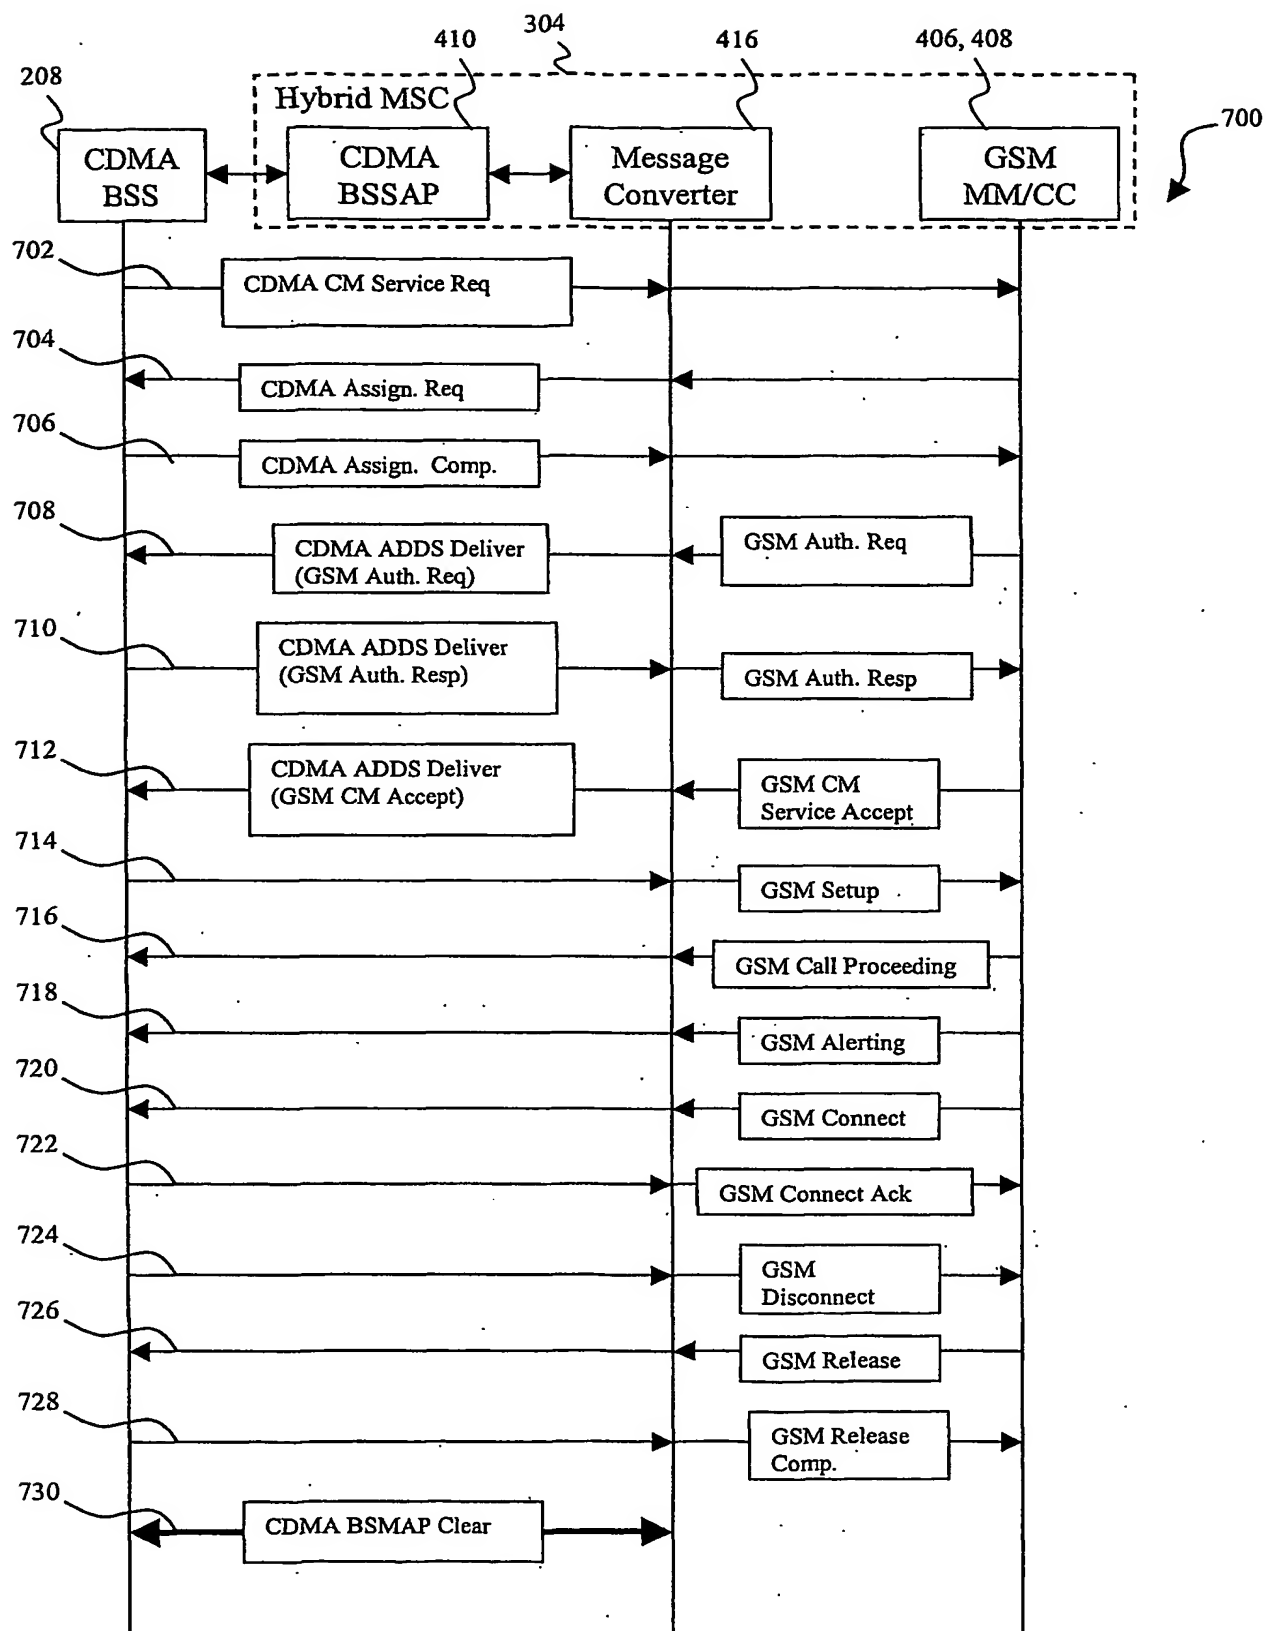 304
410
416
406, 408
208
Hybrid MSC
700
CDMA
BSS
CDMA
BSSAP
Message
Converter
GSM
MM/CC
702
CDMA CM Service Req
704
CDMA Assign. Req
706
CDMA Assign. Comp.
708
CDMA ADDS Deliver
(GSM Auth. Req)
GSM Auth. Req
710
CDMA ADDS Deliver
(GSM Auth. Resp)
GSM Auth. Resp
712
CDMA ADDS Deliver
(GSM CM Accept)
GSM CM
Service Accept
714
GSM Setup
716
GSM Call Proceeding
718
GSM Alerting
720
GSM Connect
722
GSM Connect Ack
724
GSM
Disconnect
726
GSM Release
728
GSM Release
Comp.
730
CDMA BSMAP Clear